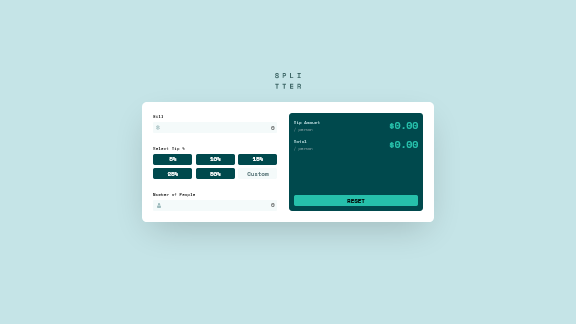 SPLI
TTER
Bill
$ 0
Select Tip %
5% 10% 15%
25% 50% Custom
Number of People
0
Tip Amount
/ person
$0.00
Total
/ person
$0.00
RESET